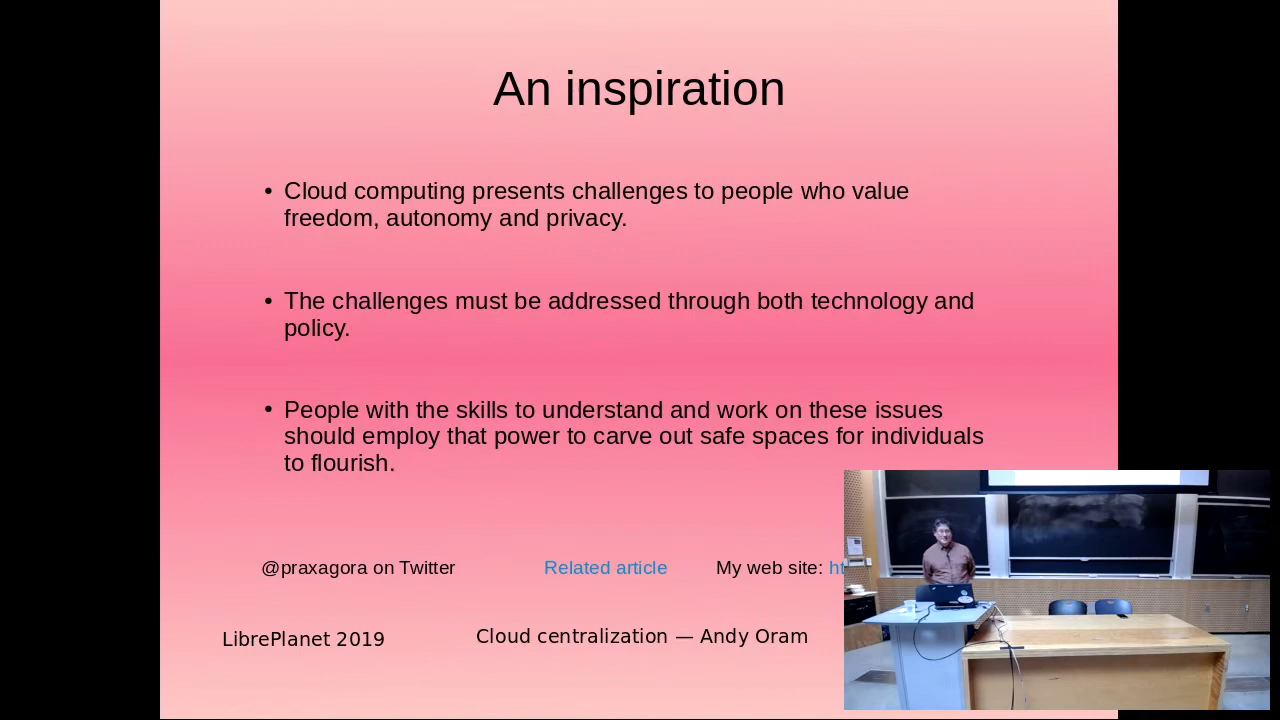 An inspiration
• Cloud computing presents challenges to people who value
freedom, autonomy and privacy.
• The challenges must be addressed through both technology and
policy.
• People with the skills to understand and work on these issues
should employ that power to carve out safe spaces for individuals
to flourish.
@praxagora on Twitter Related article My web site:
LibrePlanet 2019 Cloud centralization — Andy Oram